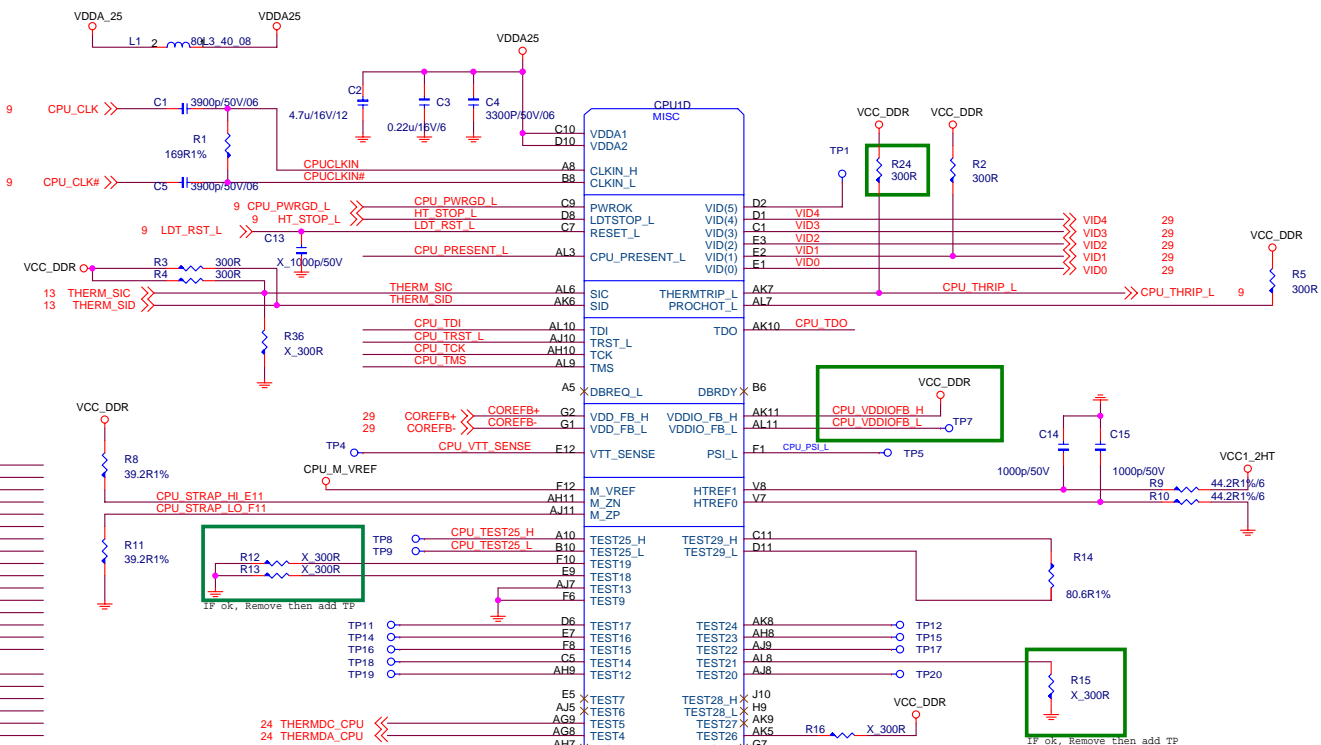 VDDA_25 VDDA25
L1 2 80L3_40_08
VDDA25
9 CPU_CLK C1 3900p/50V/06
R1
169R1%
9 CPU_CLK# C5 3900p/50V/06
C2
4.7u/16V/12
C3
0.22u/16V/6
C4
3300P/50V/06
CPU1D
MISC
C10 VDDA1
D10 VDDA2
CPUCLKIN A8 CLKIN_H
CPUCLKIN# B8 CLKIN_L
9 CPU_PWRGD_L CPU_PWRGD_L C9 PWROK
9 HT_STOP_L HT_STOP_L D8 LDTSTOP_L
9 LDT_RST_L LDT_RST_L C7 RESET_L
C13
X_1000p/50V
CPU_PRESENT_L AL3 CPU_PRESENT_L
VCC_DDR
R3 300R
R4 300R
13 THERM_SIC THERM_SIC AL6 SIC
13 THERM_SID THERM_SID AK6 SID
R36
X_300R
CPU_TDI AL10 TDI
CPU_TRST_L AJ10 TRST_L
CPU_TCK AH10 TCK
CPU_TMS AL9 TMS
A5 DBREQ_L
29 COREFB+ COREFB+ G2 VDD_FB_H
29 COREFB- COREFB- G1 VDD_FB_L
TP4 CPU_VTT_SENSE E12 VTT_SENSE
CPU_M_VREF
F12 M_VREF
AH11 M_ZN
AJ11 M_ZP
VCC_DDR
R8
39.2R1%
CPU_STRAP_HI_E11
CPU_STRAP_LO_F11
R11
39.2R1%
TP8 CPU_TEST25_H A10 TEST25_H
TP9 CPU_TEST25_L B10 TEST25_L
R12 X_300R F10 TEST19
R13 X_300R E9 TEST18
IF ok, Remove then add TP
AJ7 TEST13
F6 TEST9
TP11 D6 TEST17
TP14 E7 TEST16
TP16 F8 TEST15
TP18 C5 TEST14
TP19 AH9 TEST12
E5 TEST7
AJ5 TEST6
24 THERMDC_CPU AG9 TEST5
24 THERMDA_CPU AG8 TEST4
AH7
TP1
VCC_DDR VCC_DDR
R24
300R
R2
300R
VID(5) D2
VID(4) D1 VID4 VID4 29
VID(3) C1 VID3 VID3 29
VID(2) E3 VID2 VID2 29
VID(1) E2 VID1 VID1 29
VID(0) E1 VID0 VID0 29
VCC_DDR
R5
300R
THERMTRIP_L AK7 CPU_THRIP_L CPU_THRIP_L 9
PROCHOT_L AL7
TDO AK10 CPU_TDO
DBRDY B6
VCC_DDR
VDDIO_FB_H AK11 CPU_VDDIOFB_H
VDDIO_FB_L AL11 CPU_VDDIOFB_L TP7
PSI_L F1 CPU_PSI_L TP5
C14
1000p/50V
C15
1000p/50V
VCC1_2HT
HTREF1 V8 R9 44.2R1%/6
HTREF0 V7 R10 44.2R1%/6
TEST29_H C11
TEST29_L D11
R14
80.6R1%
TEST24 AK8 TP12
TEST23 AH8 TP15
TEST22 AJ9 TP17
TEST21 AL8
TEST20 AJ8 TP20
R15
X_300R
IF ok, Remove then add TP
TEST28_H J10
TEST28_L H9
TEST27 AK9
TEST26 AK5 R16 X_300R
VCC_DDR
G7